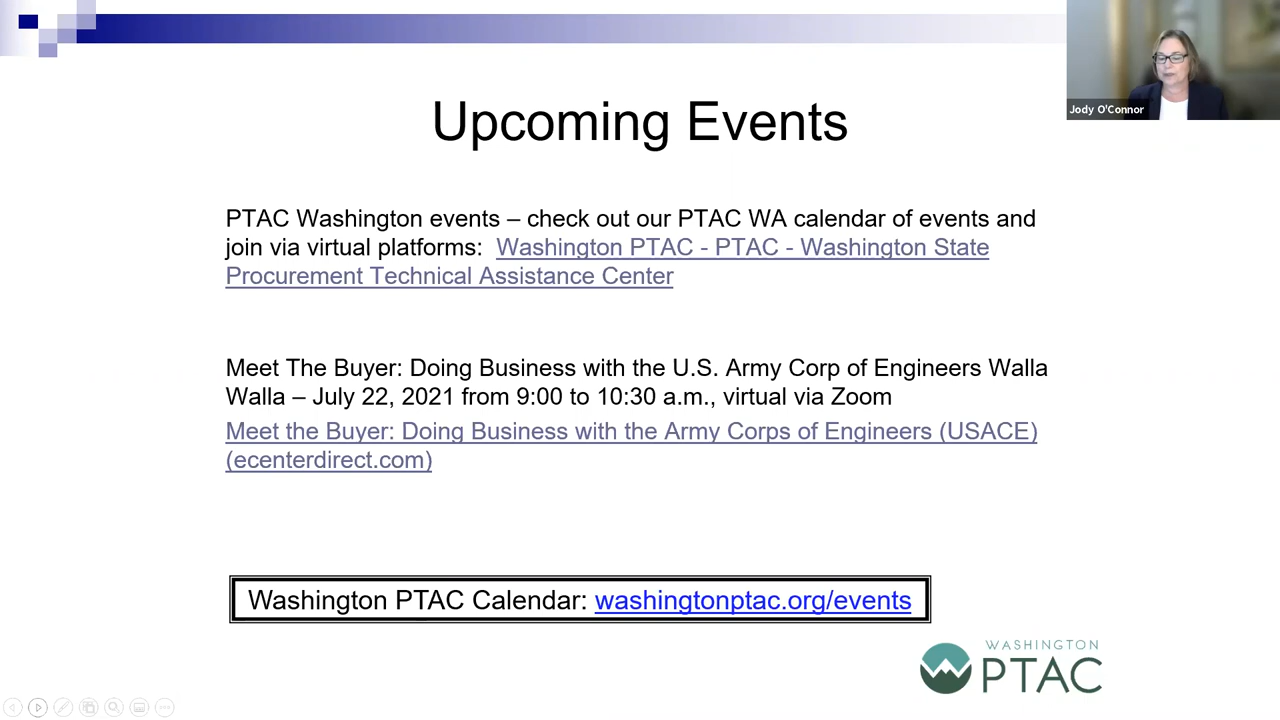 Jody O'Connor
Upcoming Events
PTAC Washington events – check out our PTAC WA calendar of events and
join via virtual platforms: Washington PTAC - PTAC - Washington State
Procurement Technical Assistance Center
Meet The Buyer: Doing Business with the U.S. Army Corp of Engineers Walla
Walla – July 22, 2021 from 9:00 to 10:30 a.m., virtual via Zoom
Meet the Buyer: Doing Business with the Army Corps of Engineers (USACE)
(ecenterdirect.com)
Washington PTAC Calendar: washingtonptac.org/events
WASHINGTON
PTAC